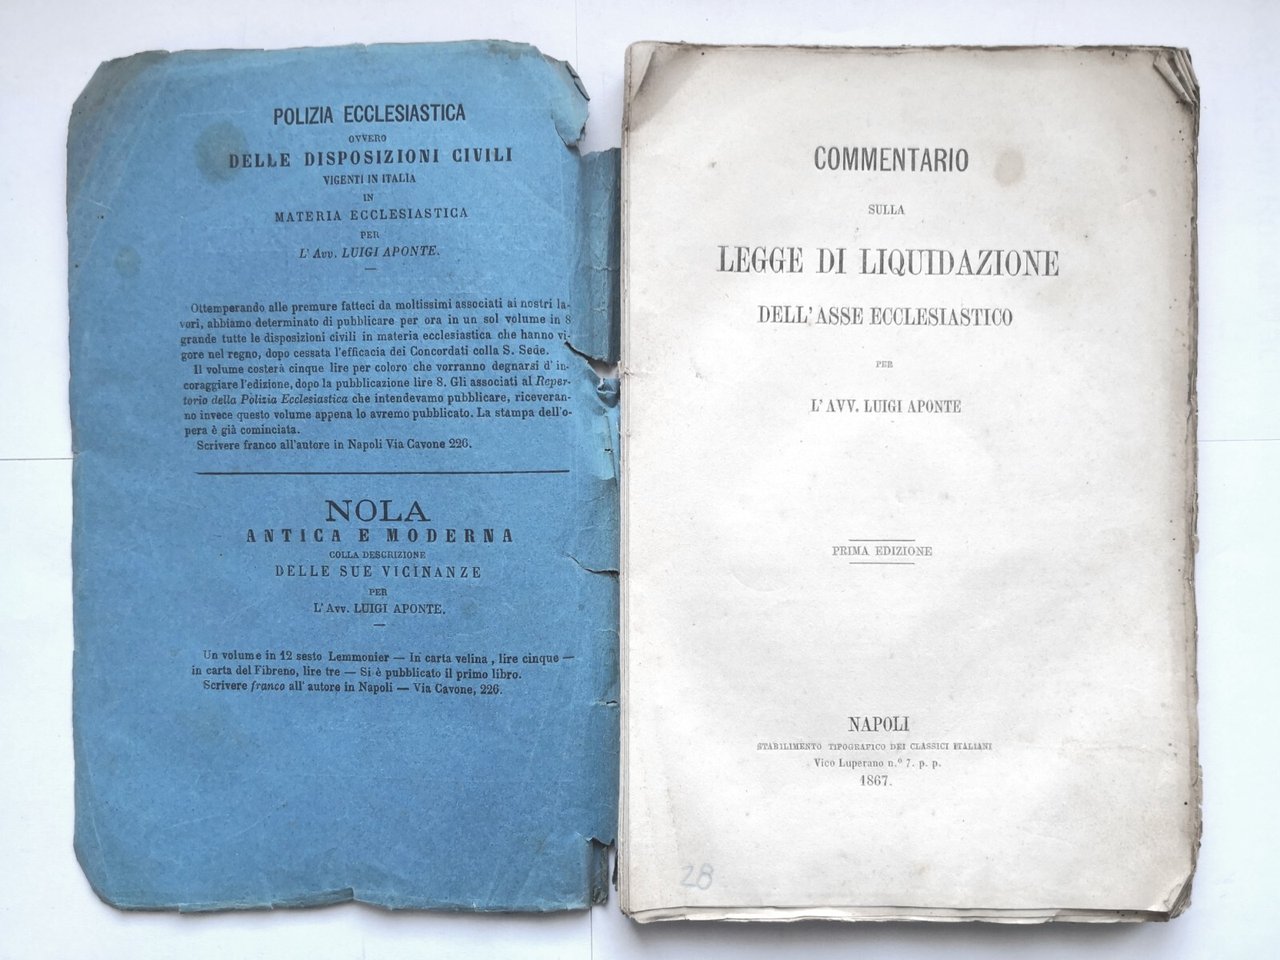 POLIZIA ECCLESIASTICA
OVVERO
DELLE DISPOSIZIONI CIVILI
VIGENTI IN ITALIA
IN
MATERIA ECCLESIASTICA
PER
L'Avv. LUIGI APONTE.
Ottemperando alle premure fatteci da moltissimi associati ai nostri la-
vori, abbiamo determinato di pubblicare per ora in un sol volume in 8
grande tutte le disposizioni civili in materia ecclesiastica che hanno vi-
gore nel regno, dopo cessata l'efficacia dei Concordati colla S. Sede.
Il volume costerà cinque lire per coloro che vorranno degnarsi d'in-
coraggiare l'edizione, dopo la pubblicazione lire 8. Gli associati al Reper-
torio della Polizia Ecclesiastica che intendevamo pubblicare, riceveran-
no invece questo volume appena lo avremo pubblicato. La stampa dell'o-
pera è già cominciata.
Scrivere franco all'autore in Napoli Via Cavone 226.
NOLA
ANTICA E MODERNA
COLLA DESCRIZIONE
DELLE SUE VICINANZE
PER
L'Avv. LUIGI APONTE.
Un volume in 12 sesto Lemmonier — In carta velina, lire cinque —
in carta del Fibreno, lire tre — Si è pubblicato il primo libro.
Scrivere franco all'autore in Napoli — Via Cavone, 226.
COMMENTARIO
SULLA
LEGGE DI LIQUIDAZIONE
DELL'ASSE ECCLESIASTICO
PER
L'AVV. LUIGI APONTE
PRIMA EDIZIONE
NAPOLI
STABILIMENTO TIPOGRAFICO DEI CLASSICI ITALIANI
Vico Luperano n.° 7. p. p.
1867.
28